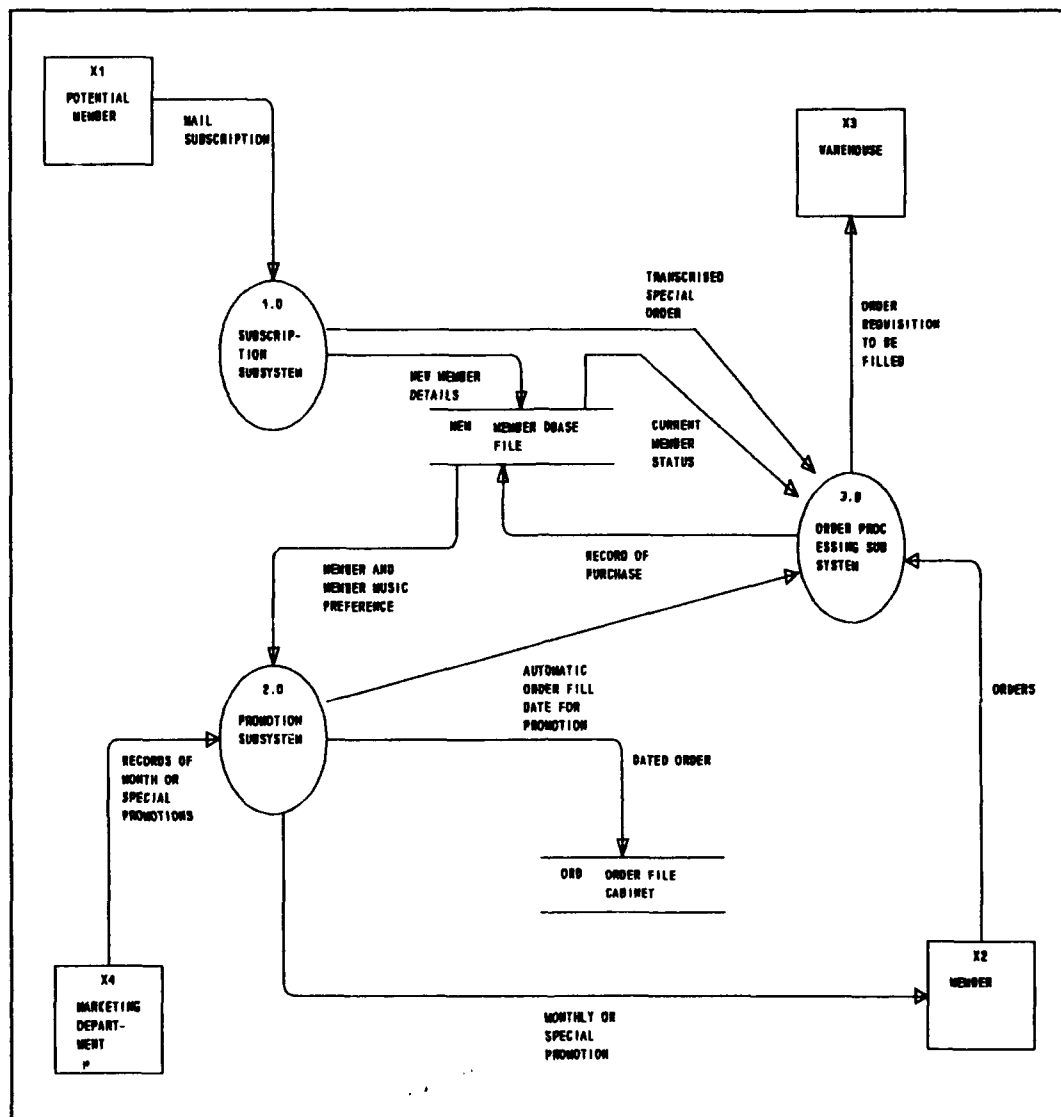 X1
POTENTIAL
MEMBER
MAIL
SUBSCRIPTION
X3
WAREHOUSE
1.0
SUBSCRIP-
TION
SUBSYSTEM
TRANSCRIBED
SPECIAL
ORDER
ORDER
REQUISITION
TO BE
FILLED
NEW MEMBER
DETAILS
MEM MEMBER DBASE
FILE
CURRENT
MEMBER
STATUS
3.0
ORDER PROC
ESSING SUB
SYSTEM
RECORD OF
PURCHASE
MEMBER AND
MEMBER MUSIC
PREFERENCE
2.0
PROMOTION
SUBSYSTEM
AUTOMATIC
ORDER FILL
DATE FOR
PROMOTION
ORDERS
RECORDS OF
MONTH OR
SPECIAL
PROMOTIONS
DATED ORDER
ORD ORDER FILE
CABINET
X4
MARKETING
DEPART-
MENT
X2
MEMBER
MONTHLY OR
SPECIAL
PROMOTION